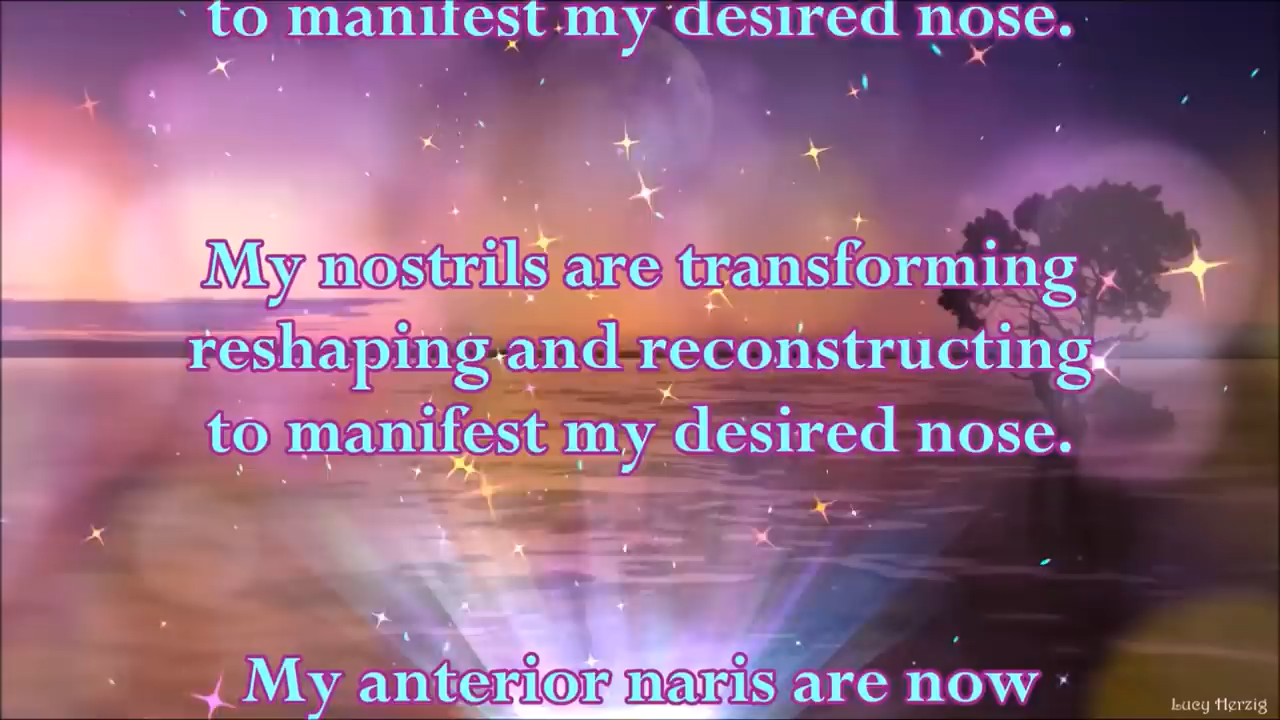 to manifest my desired nose.
My nostrils are transforming
reshaping and reconstructing
to manifest my desired nose.
My anterior naris are now
Lucy Herzig